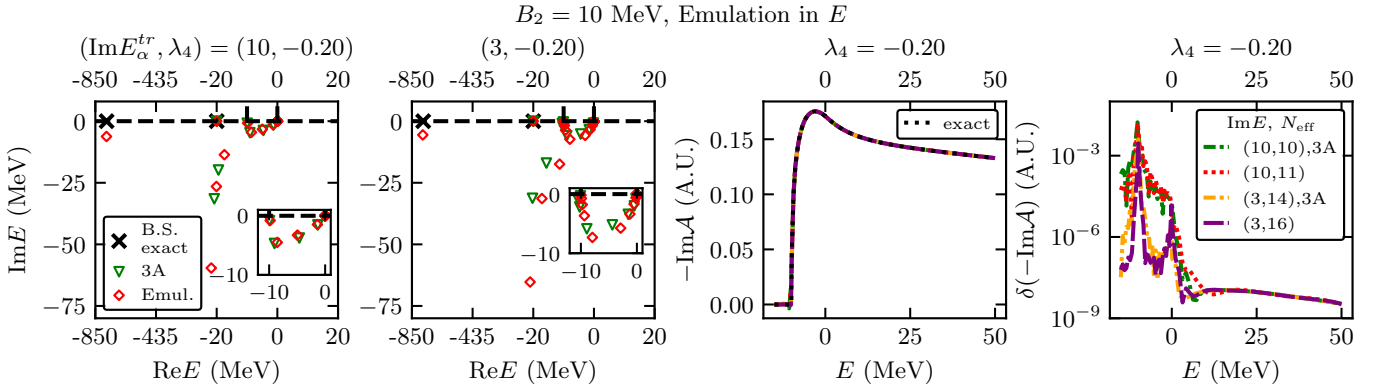 B₂ = 10 MeV, Emulation in E
(ImE_α^{tr}, λ₄) = (10, −0.20)
(3, −0.20)
λ₄ = −0.20
λ₄ = −0.20
-850 -435 -20 0 20
-850 -435 -20 0 20
0 25 50
0 25 50
ImE (MeV)
0
−25
−50
−75
B.S.
exact
3A
Emul.
0
−10
−10 0
-850 -435 -20 0 20
ReE (MeV)
0
−25
−50
−75
0
−10
−10 0
-850 -435 -20 0 20
ReE (MeV)
−Im𝒜 (A.U.)
0.15
0.10
0.05
0.00
exact
0 25 50
E (MeV)
δ(−Im𝒜) (A.U.)
10⁻³
10⁻⁶
10⁻⁹
ImE, N_eff
(10,10),3A
(10,11)
(3,14),3A
(3,16)
0 25 50
E (MeV)